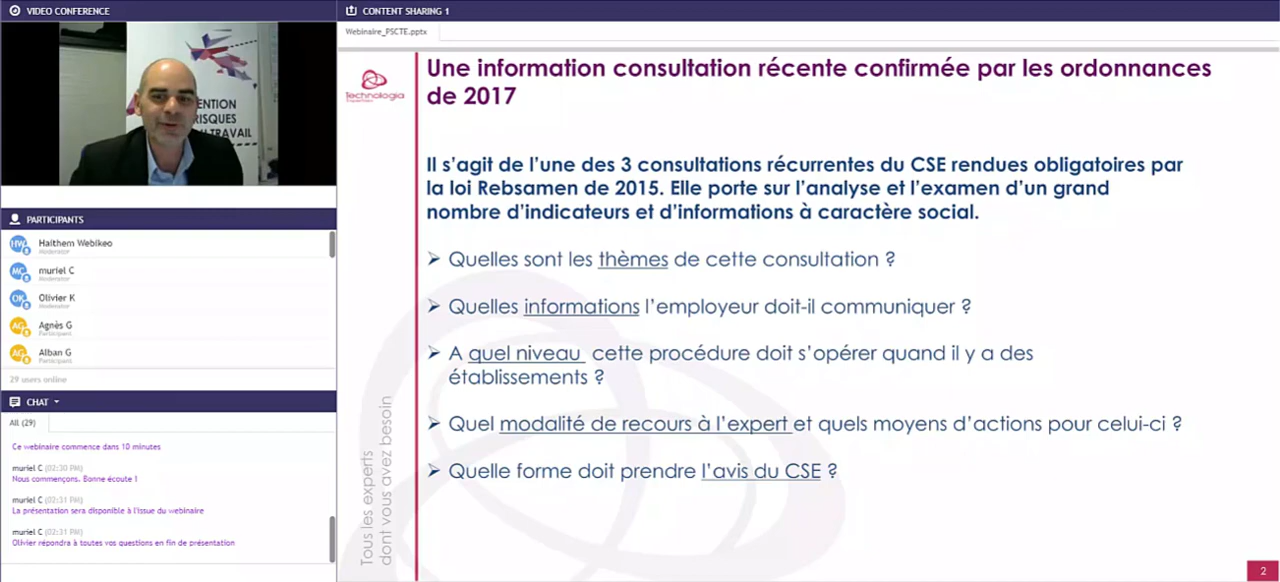 VIDEO CONFERENCE
ENTION
RISQUES
TRAVAIL
PARTICIPANTS
HW
Haithem Webikeo
Moderator
MC
muriel C
Moderator
OK
Olivier K
Moderator
AG
Agnès G
Participant
AG
Alban G
Participant
29 users online
CHAT
All (29)
Ce webinaire commence dans 10 minutes
muriel C (02:30 PM)
Nous commençons. Bonne écoute !
muriel C (02:31 PM)
La présentation sera disponible à l'issue du webinaire
muriel C (02:31 PM)
Olivier répondra à toutes vos questions en fin de présentation
CONTENT SHARING 1
Webinaire_PSCTE.pptx
Technologia
Une information consultation récente confirmée par les ordonnances
de 2017
Il s'agit de l'une des 3 consultations récurrentes du CSE rendues obligatoires par
la loi Rebsamen de 2015. Elle porte sur l'analyse et l'examen d'un grand
nombre d'indicateurs et d'informations à caractère social.
➢ Quelles sont les thèmes de cette consultation ?
➢ Quelles informations l'employeur doit-il communiquer ?
➢ A quel niveau cette procédure doit s'opérer quand il y a des
établissements ?
➢ Quel modalité de recours à l'expert et quels moyens d'actions pour celui-ci ?
➢ Quelle forme doit prendre l'avis du CSE ?
Tous les experts
dont vous avez besoin
2